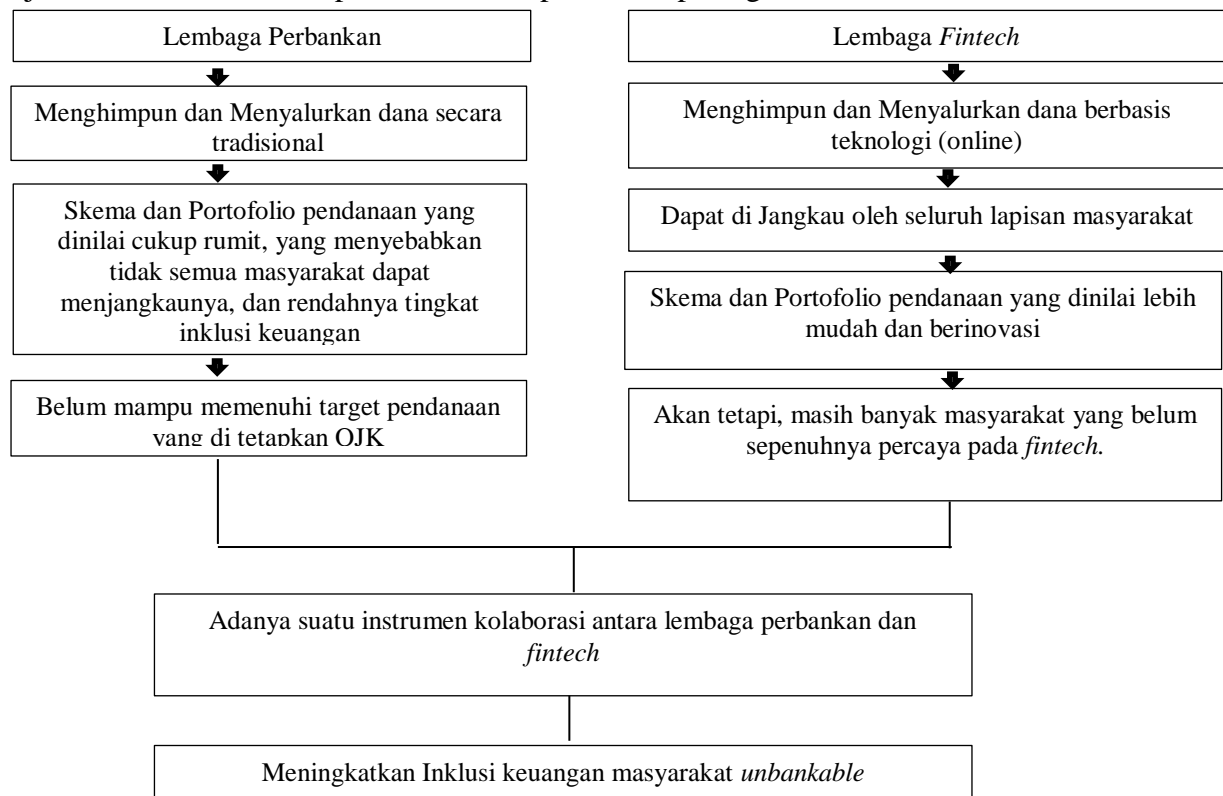 Lembaga Perbankan
Menghimpun dan Menyalurkan dana secara
tradisional
Skema dan Portofolio pendanaan yang
dinilai cukup rumit, yang menyebabkan
tidak semua masyarakat dapat
menjangkaunya, dan rendahnya tingkat
inklusi keuangan
Belum mampu memenuhi target pendanaan
yang di tetapkan OJK
Lembaga Fintech
Menghimpun dan Menyalurkan dana berbasis
teknologi (online)
Dapat di Jangkau oleh seluruh lapisan masyarakat
Skema dan Portofolio pendanaan yang dinilai lebih
mudah dan berinovasi
Akan tetapi, masih banyak masyarakat yang belum
sepenuhnya percaya pada fintech.
Adanya suatu instrumen kolaborasi antara lembaga perbankan dan
fintech
Meningkatkan Inklusi keuangan masyarakat unbankable